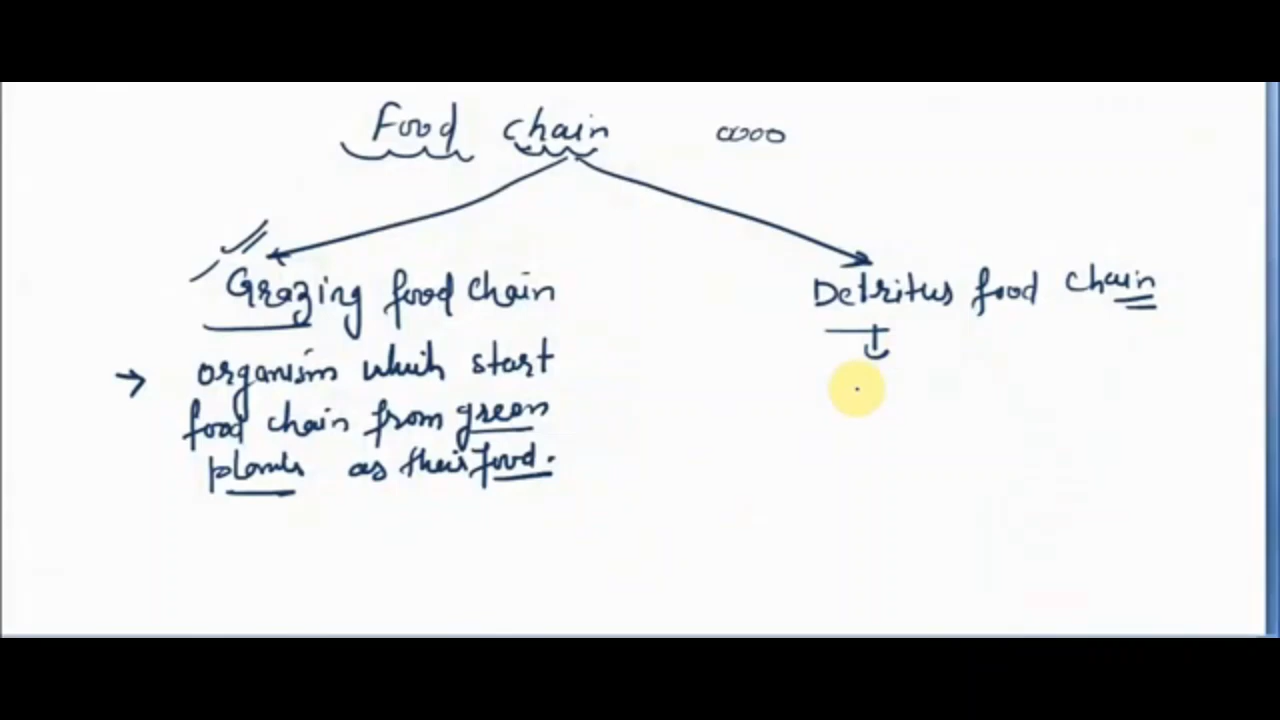 Food chain
Grazing food chain
Detritus food chain
→ organism which start
food chain from green
plants as their food.